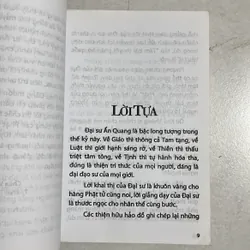 LỜI TỰA
Đại sư Ấn Quang là bậc long tượng trong
thế kỷ này. Về Giáo thì thông cả Tam tạng, về
Luật thì giới hạnh sáng rỡ, về Thiền thì thấu
triệt tâm tông, về Tịnh thì tự hành hóa tha,
đúng là thiện tri thức của mọi người, đáng là
đại đạo sư của mọi giới.
Lời khai thị của Đại sư là khuôn vàng cho
hàng Phật tử cùng noi, lời giảng dạy của Đại sư
là thước ngọc cho nhân thế cùng bước.
Các thiện hữu hảo đồ ghi chép lại những
9